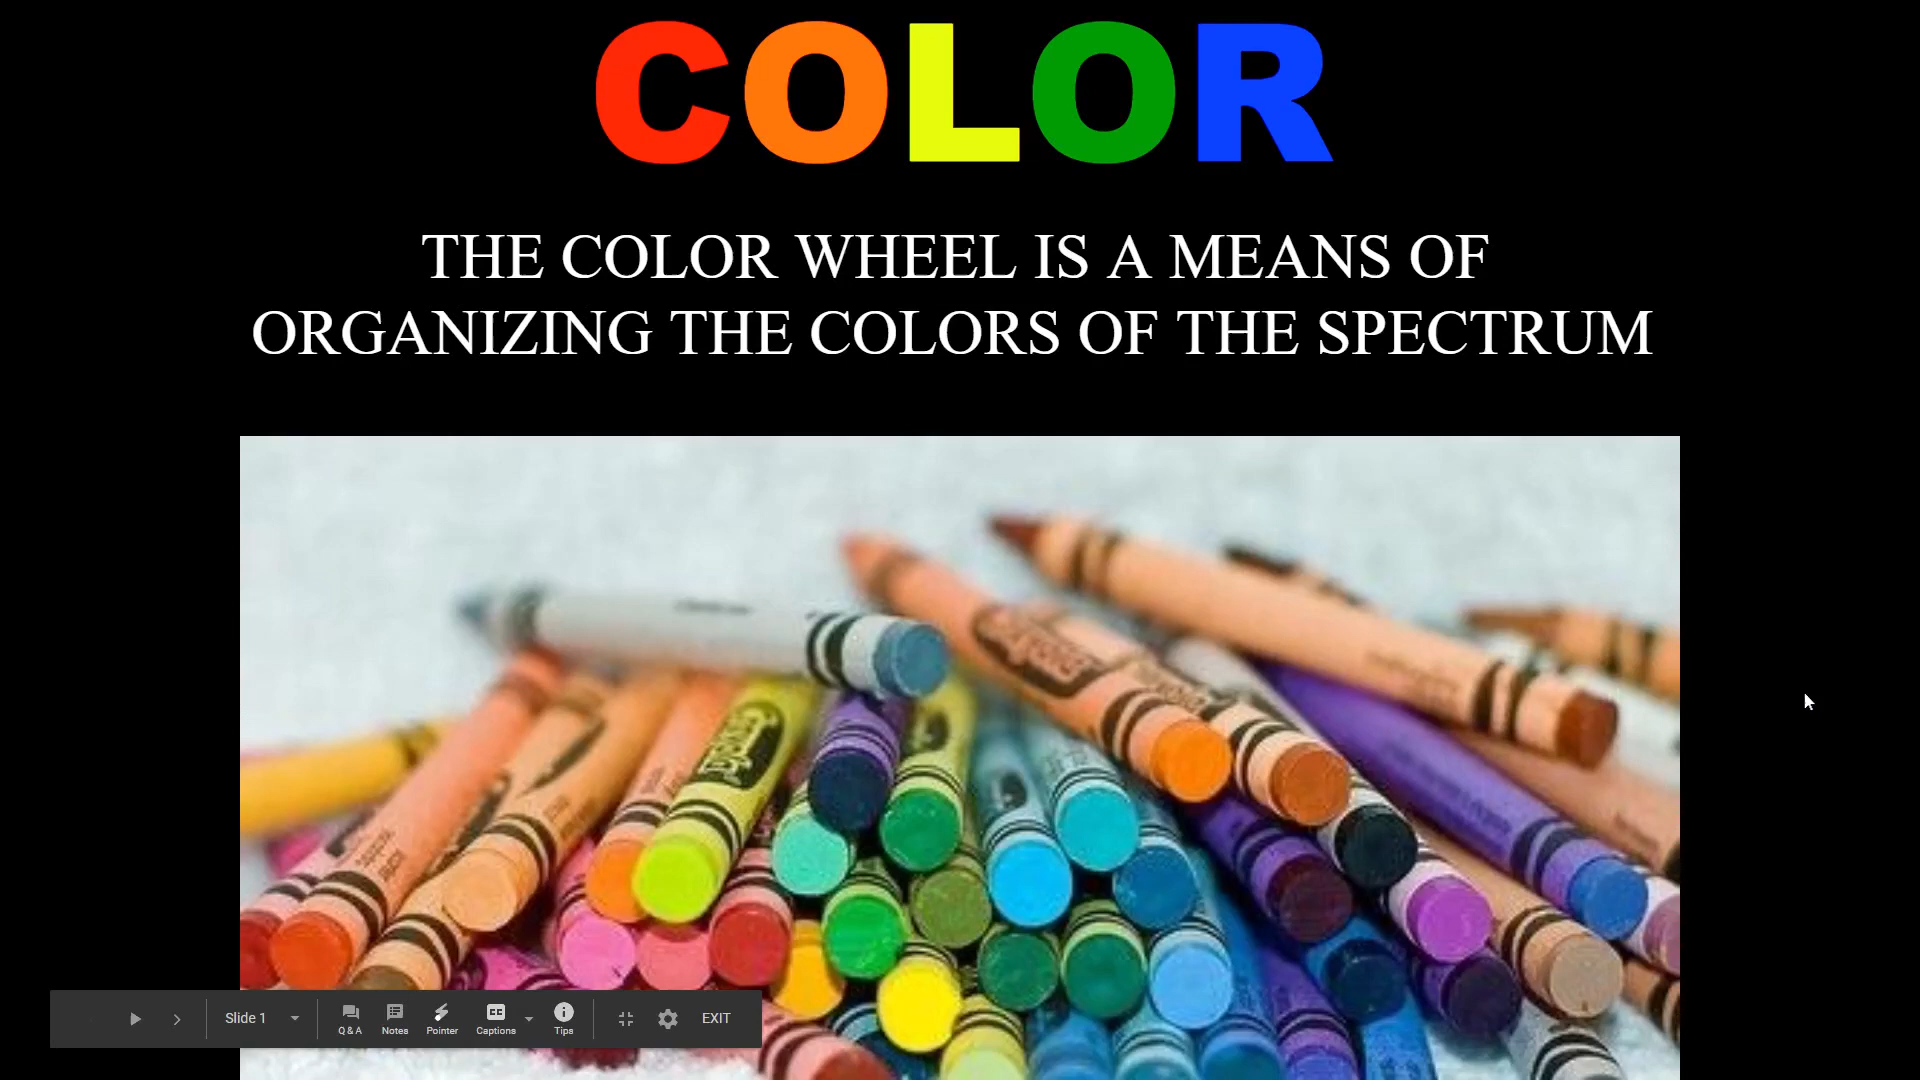 COLOR
THE COLOR WHEEL IS A MEANS OF
ORGANIZING THE COLORS OF THE SPECTRUM
Slide 1
Q & A
Notes
Pointer
CC
Captions
Tips
EXIT